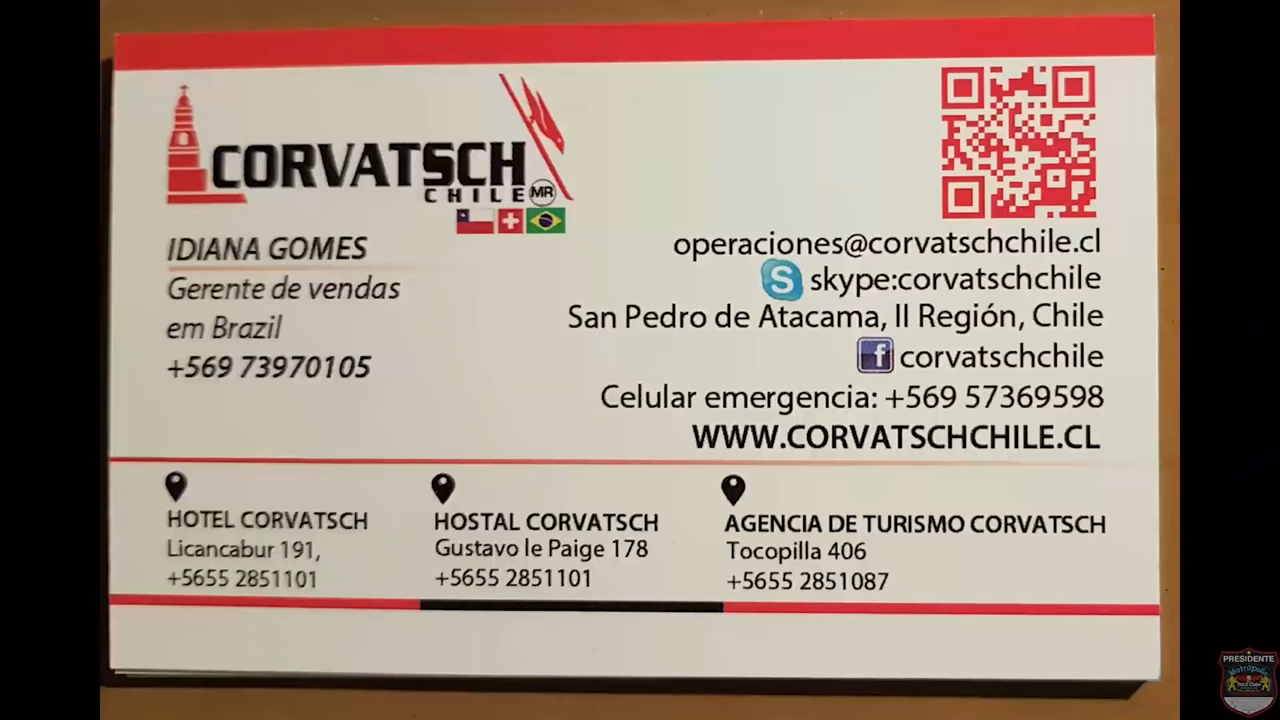 CORVATSCH
CHILE MR
IDIANA GOMES
Gerente de vendas
em Brazil
+569 73970105
operaciones@corvatschchile.cl
skype:corvatschchile
San Pedro de Atacama, II Región, Chile
f corvatschchile
Celular emergencia: +569 57369598
WWW.CORVATSCHCHILE.CL
HOTEL CORVATSCH
Licancabur 191,
+5655 2851101
HOSTAL CORVATSCH
Gustavo le Paige 178
+5655 2851101
AGENCIA DE TURISMO CORVATSCH
Tocopilla 406
+5655 2851087
PRESIDENTE